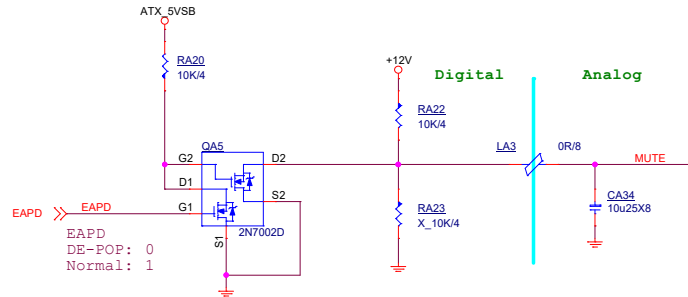 ATX_5VSB
RA20
10K/4
+12V
Digital
Analog
RA22
10K/4
QA5
LA3
0R/8
G2
D2
MUTE
D1
S2
CA34
10u25X8
EAPD
EAPD
G1
RA23
X_10K/4
2N7002D
S1
EAPD
DE-POP: 0
Normal: 1